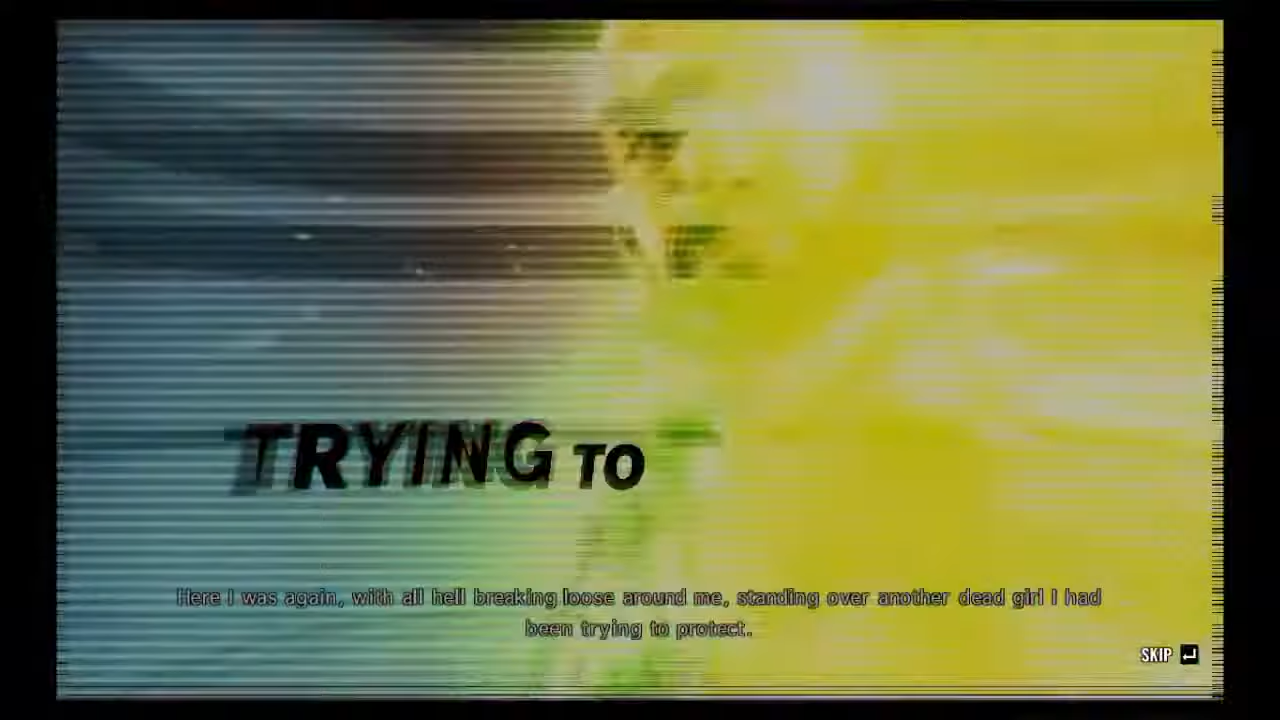 TRYING TO
Here I was again, with all hell breaking loose around me, standing over another dead girl I had
been trying to protect.
SKIP